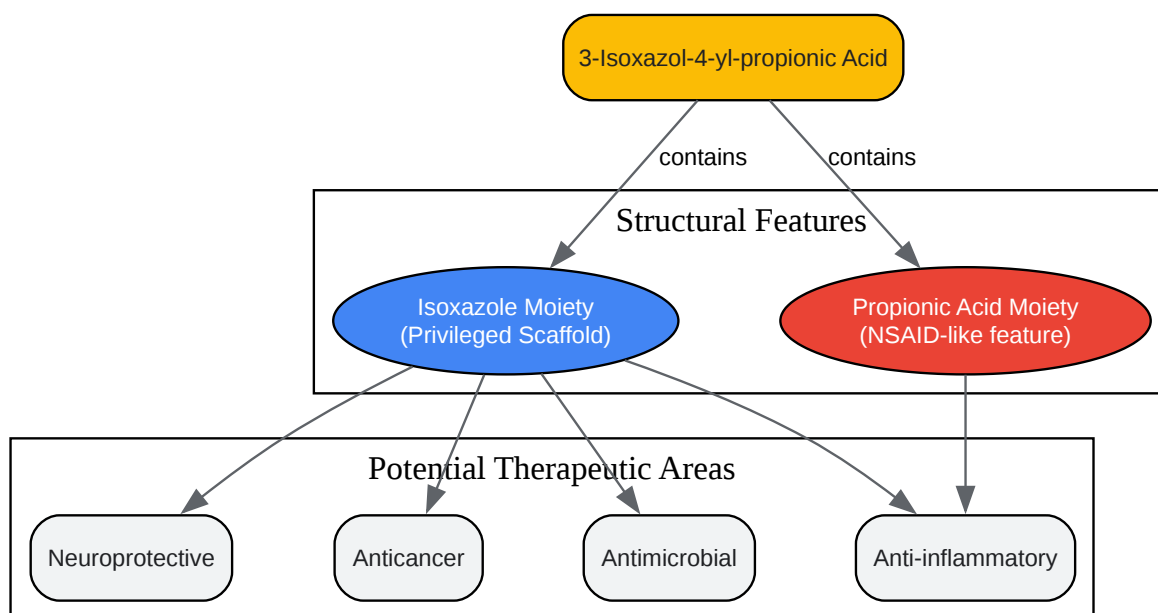 3-Isoxazol-4-yl-propionic Acid
contains
contains
Structural Features
Isoxazole Moiety
(Privileged Scaffold)
Propionic Acid Moiety
(NSAID-like feature)
Potential Therapeutic Areas
Neuroprotective
Anticancer
Antimicrobial
Anti-inflammatory